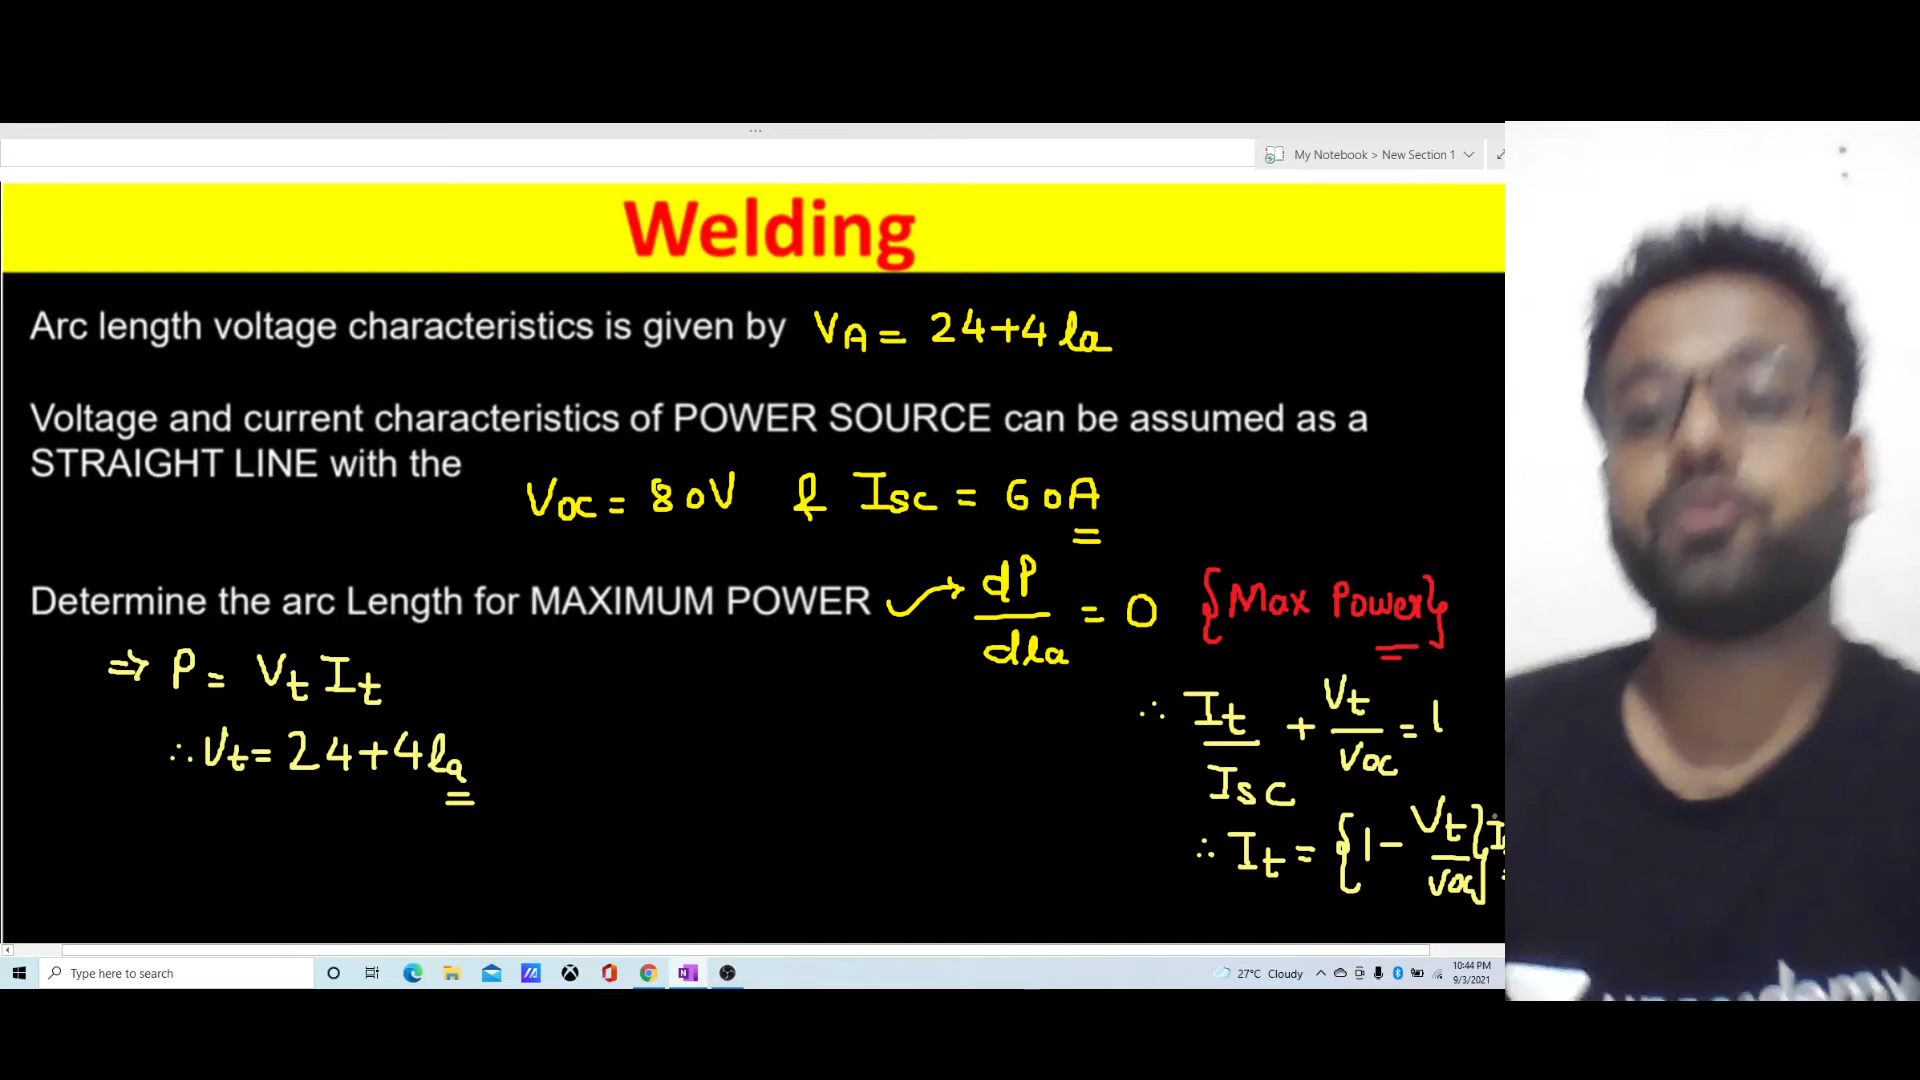 ...
My Notebook > New Section 1
Welding
Arc length voltage characteristics is given by V_A = 24+4 la
Voltage and current characteristics of POWER SOURCE can be assumed as a
STRAIGHT LINE with the
Voc = 80V & Isc = 60A
Determine the arc Length for MAXIMUM POWER ✓→ dP/dla = 0 {Max Power}
⇒ P = Vt It
∴ Vt = 24+4la
∴ It/Isc + Vt/Voc = 1
∴ It = {1 - Vt/Voc} I
Type here to search
27°C Cloudy
10:44 PM
9/3/2021